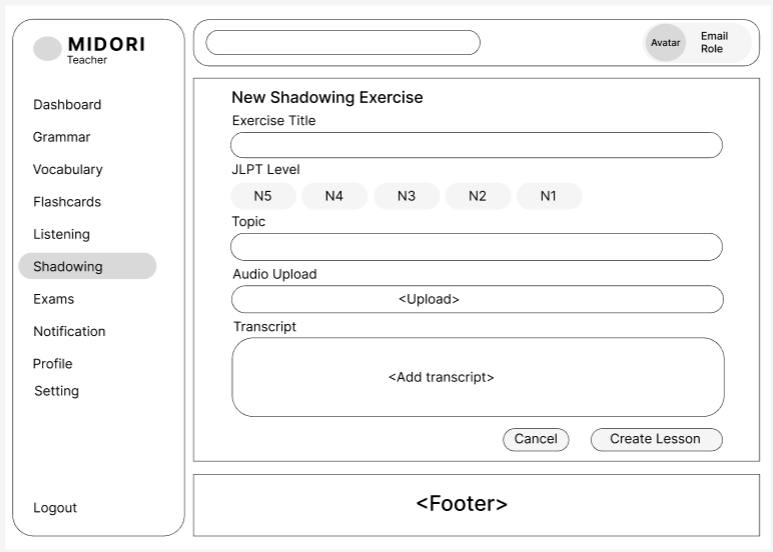 MIDORI
Teacher
Dashboard
Grammar
Vocabulary
Flashcards
Listening
Shadowing
Exams
Notification
Profile
Setting
Logout
Avatar
Email
Role
New Shadowing Exercise
Exercise Title
JLPT Level
N5 N4 N3 N2 N1
Topic
Audio Upload
<Upload>
Transcript
<Add transcript>
Cancel Create Lesson
<Footer>